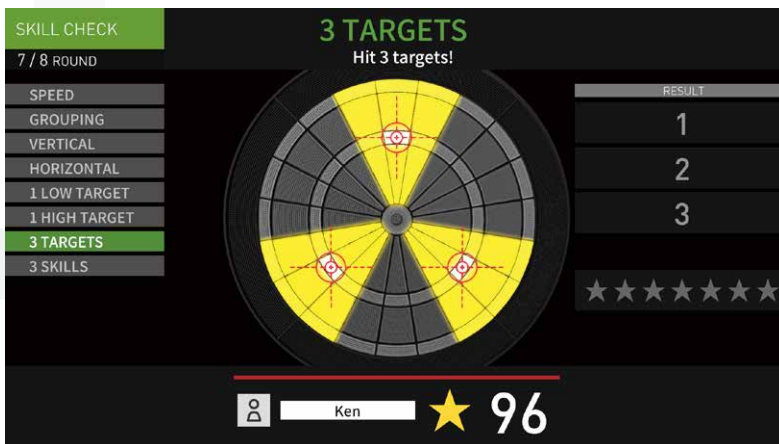 SKILL CHECK
7 / 8 ROUND
3 TARGETS
Hit 3 targets!
SPEED
GROUPING
VERTICAL
HORIZONTAL
1 LOW TARGET
1 HIGH TARGET
3 TARGETS
3 SKILLS
RESULT
1
2
3
Ken
96